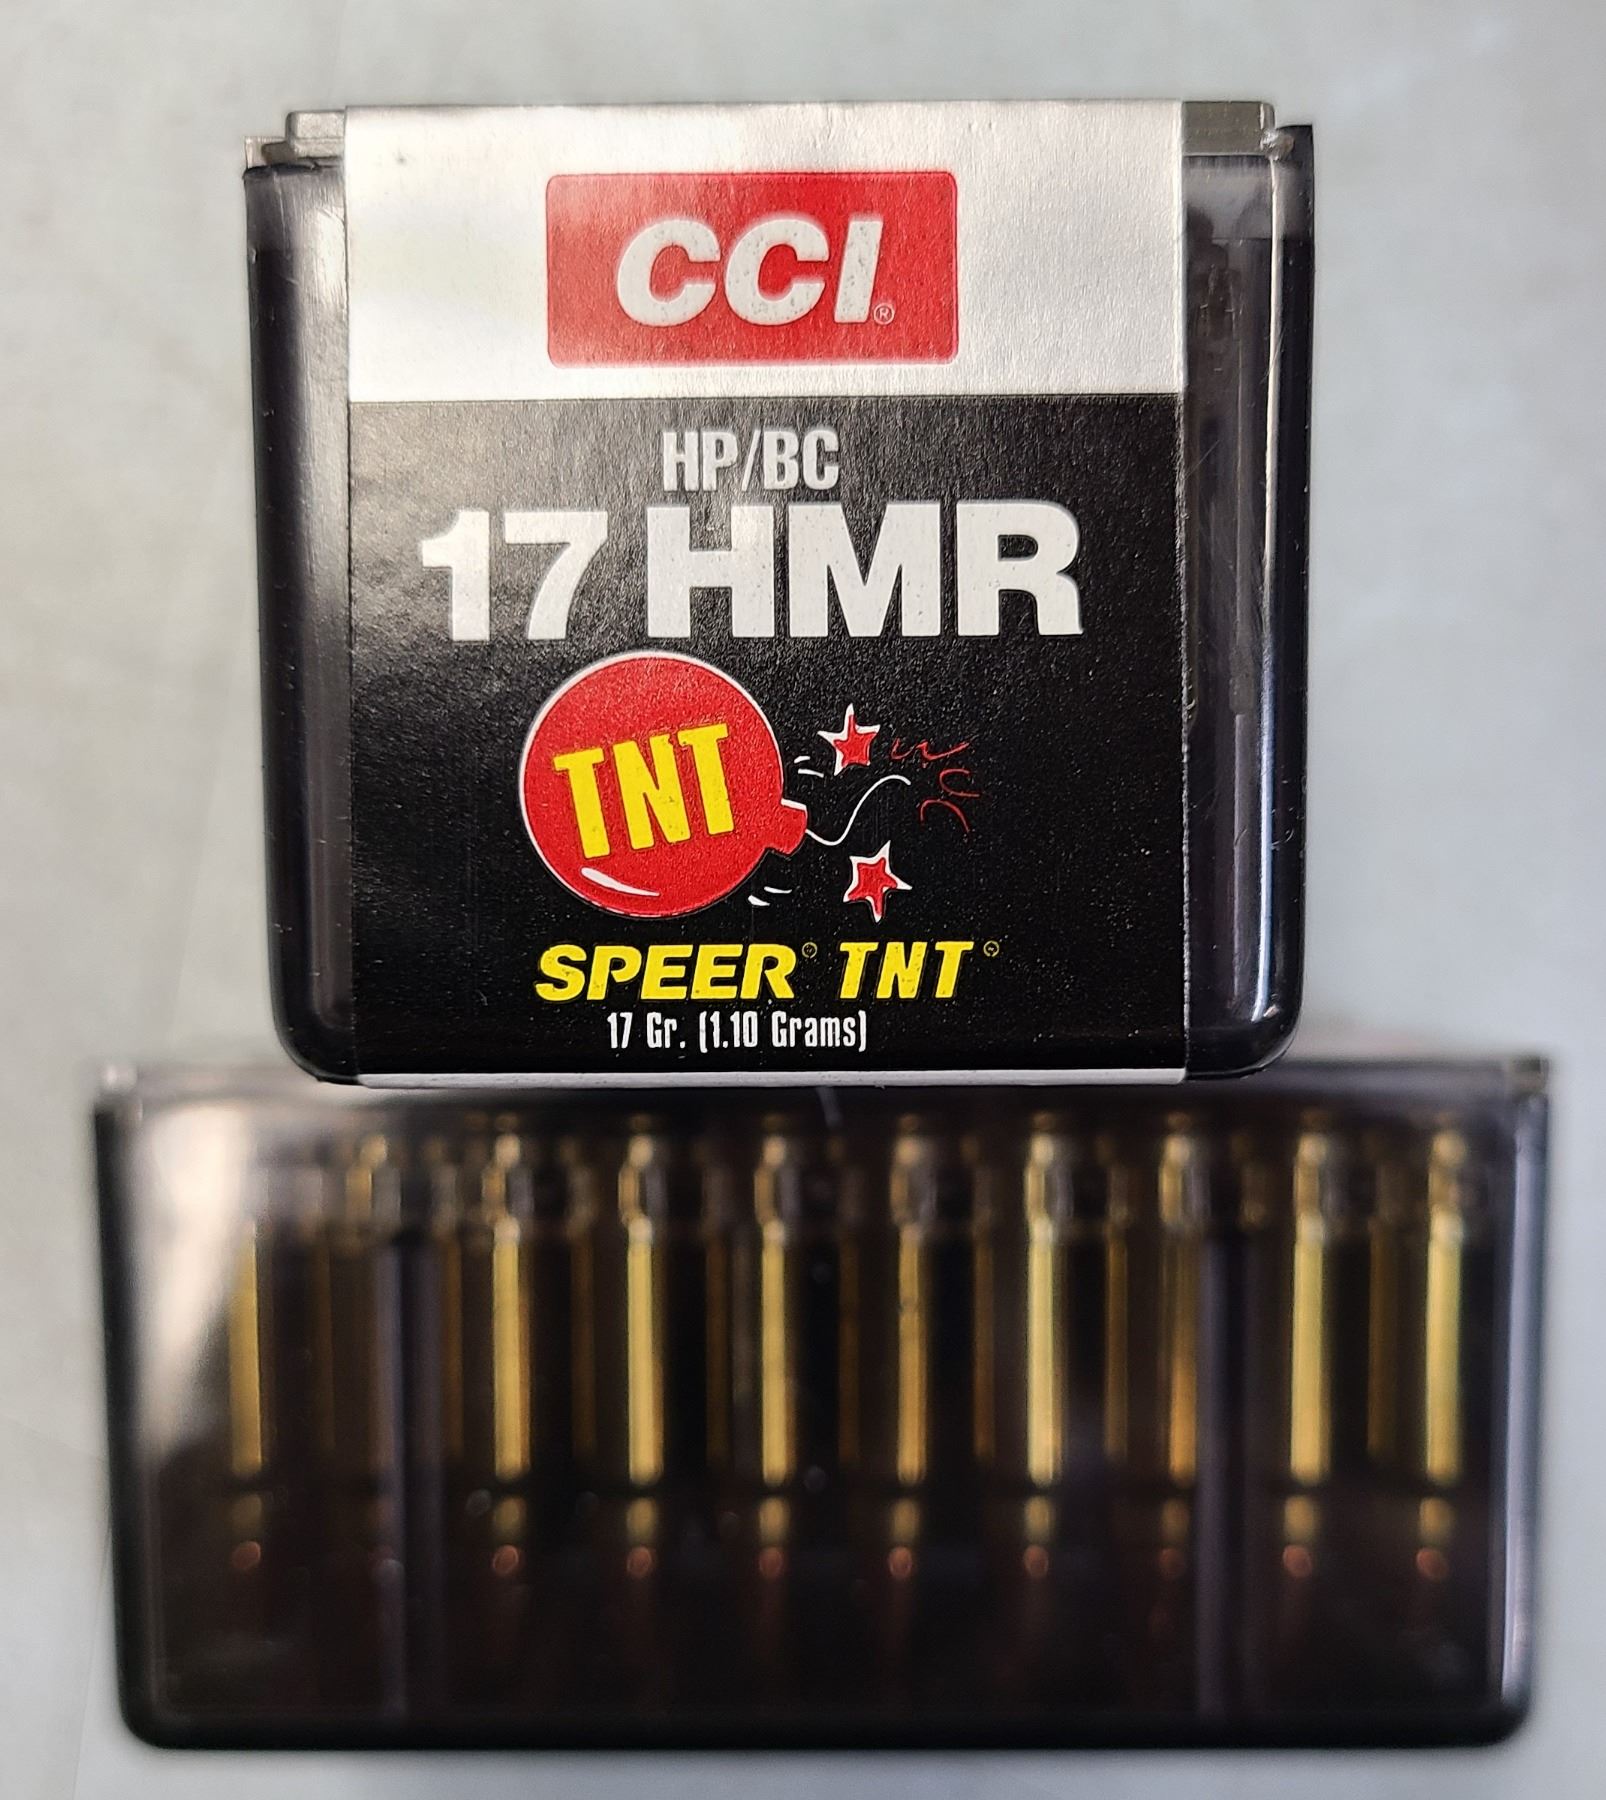 CCI®
HP/BC
17 HMR
TNT
SPEER® TNT®
17 Gr. (1.10 Grams)